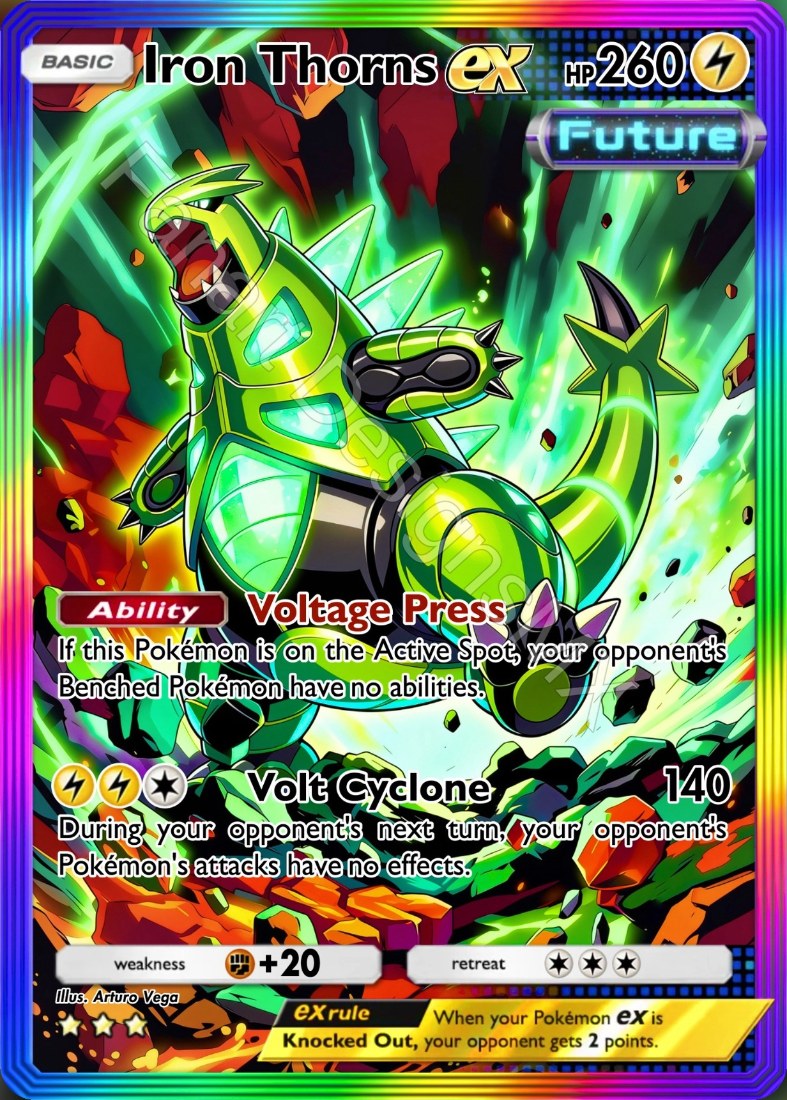 BASIC Iron Thorns ex HP260
Future
Ability Voltage Press
If this Pokémon is on the Active Spot, your opponent's
Benched Pokémon have no abilities.
Volt Cyclone 140
During your opponent's next turn, your opponent's
Pokémon's attacks have no effects.
weakness +20 retreat
Illus. Arturo Vega
ex rule When your Pokémon ex is
Knocked Out, your opponent gets 2 points.